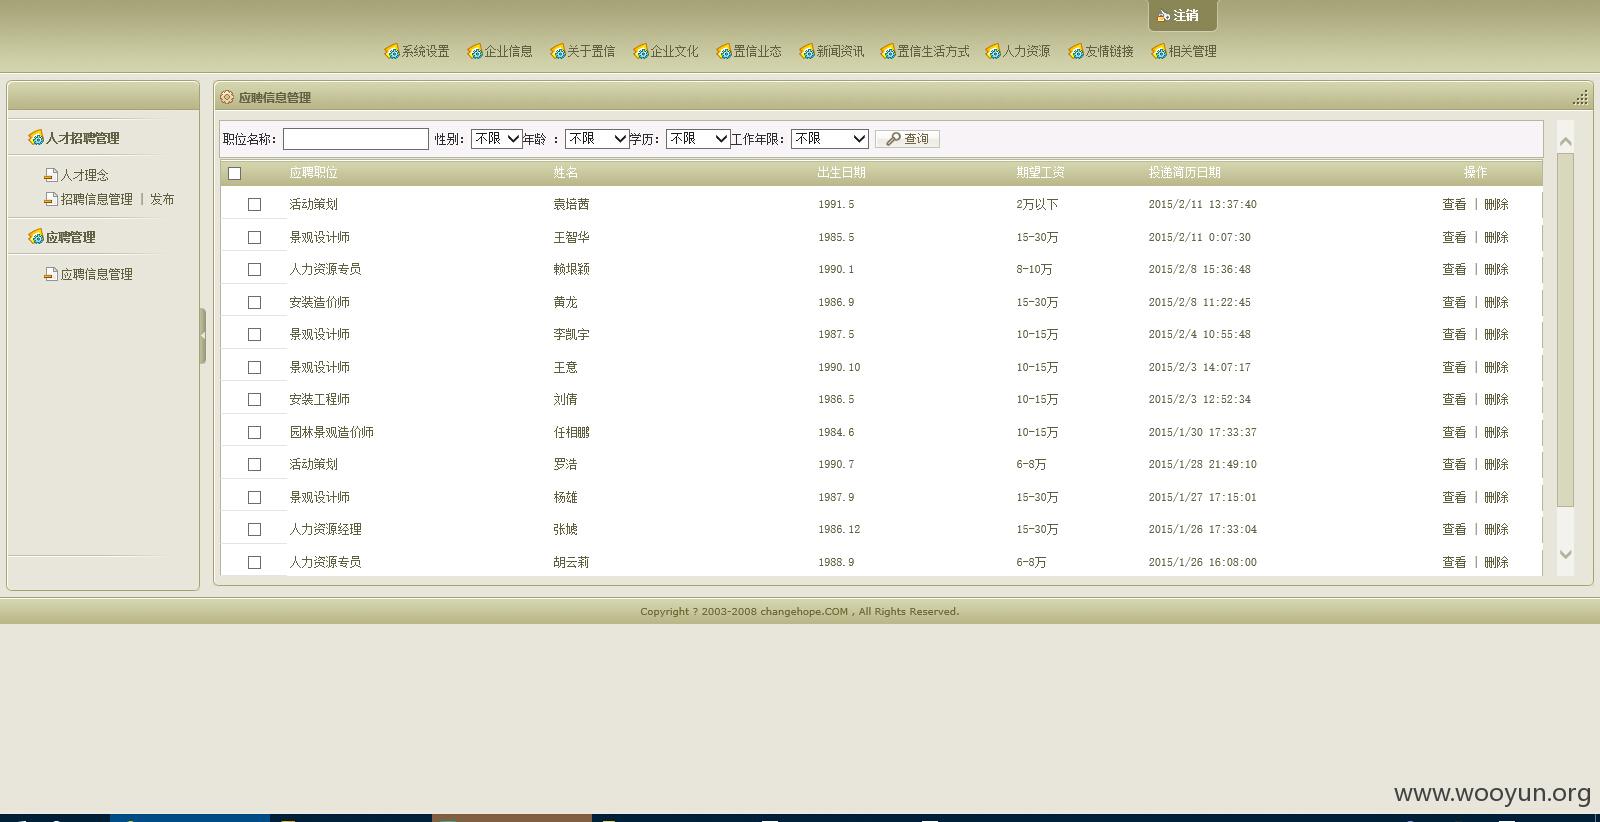 注销
系统设置 企业信息 关于置信 企业文化 置信业态 新闻资讯 置信生活方式 人力资源 友情链接 相关管理
应聘信息管理
人才招聘管理
人才理念
招聘信息管理 | 发布
应聘管理
应聘信息管理
职位名称： 性别： 不限 年龄 ： 不限 学历： 不限 工作年限： 不限 查询
应聘职位 姓名 出生日期 期望工资 投递简历日期 操作
活动策划 袁培茜 1991.5 2万以下 2015/2/11 13:37:40 查看 | 删除
景观设计师 王智华 1985.5 15-30万 2015/2/11 0:07:30 查看 | 删除
人力资源专员 赖垠颖 1990.1 8-10万 2015/2/8 15:36:48 查看 | 删除
安装造价师 黄龙 1986.9 15-30万 2015/2/8 11:22:45 查看 | 删除
景观设计师 李凯宇 1987.5 10-15万 2015/2/4 10:55:48 查看 | 删除
景观设计师 王意 1990.10 10-15万 2015/2/3 14:07:17 查看 | 删除
安装工程师 刘倩 1986.5 10-15万 2015/2/3 12:52:34 查看 | 删除
园林景观造价师 任相鹏 1984.6 10-15万 2015/1/30 17:33:37 查看 | 删除
活动策划 罗浩 1990.7 6-8万 2015/1/28 21:49:10 查看 | 删除
景观设计师 杨雄 1987.9 15-30万 2015/1/27 17:15:01 查看 | 删除
人力资源经理 张 1986.12 15-30万 2015/1/26 17:33:04 查看 | 删除
人力资源专员 胡云莉 1988.9 6-8万 2015/1/26 16:08:00 查看 | 删除
Copyright ? 2003-2008 changehope.COM , All Rights Reserved.
www.wooyun.org